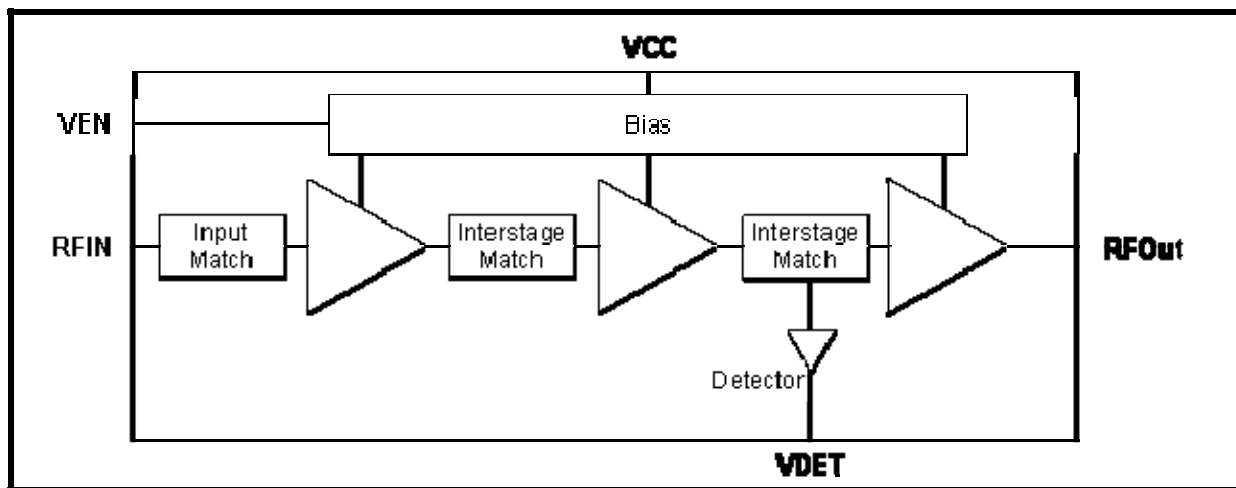 VCC
VEN
Bias
RFIN
Input
Match
Interstage
Match
Interstage
Match
RFOut
Detector
VDET